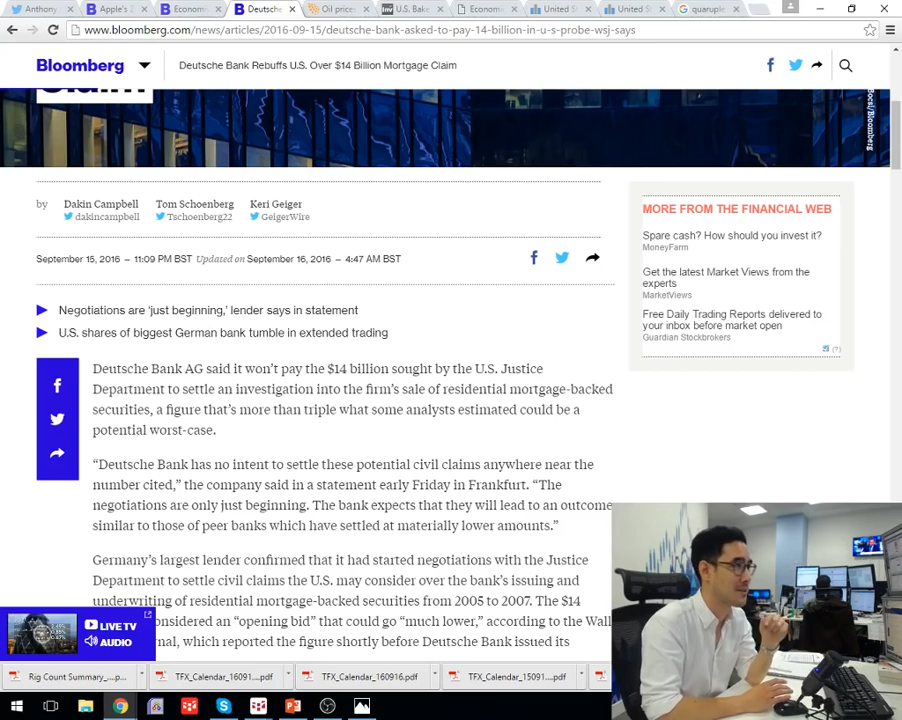 Anthony
Apple's 2
Econom
Deutsche
Oil price:
U.S. Bake
Econom
United S
United S
quaruple
www.bloomberg.com/news/articles/2016-09-15/deutsche-bank-asked-to-pay-14-billion-in-u-s-probe-wsj-says
Bloomberg
Deutsche Bank Rebuffs U.S. Over $14 Billion Mortgage Claim
Claim
Bocs/Bloomberg
by Dakin Campbell Tom Schoenberg Keri Geiger
dakincampbell Tschoenberg22 GeigerWire
September 15, 2016 – 11:09 PM BST Updated on September 16, 2016 – 4:47 AM BST
Negotiations are ‘just beginning,’ lender says in statement
U.S. shares of biggest German bank tumble in extended trading
Deutsche Bank AG said it won’t pay the $14 billion sought by the U.S. Justice
Department to settle an investigation into the firm’s sale of residential mortgage-backed
securities, a figure that’s more than triple what some analysts estimated could be a
potential worst-case.
“Deutsche Bank has no intent to settle these potential civil claims anywhere near the
number cited,” the company said in a statement early Friday in Frankfurt. “The
negotiations are only just beginning. The bank expects that they will lead to an outcome
similar to those of peer banks which have settled at materially lower amounts.”
Germany’s largest lender confirmed that it had started negotiations with the Justice
Department to settle civil claims the U.S. may consider over the bank’s issuing and
underwriting of residential mortgage-backed securities from 2005 to 2007. The $14
onsidered an “opening bid” that could go “much lower,” according to the Wall
rnal, which reported the figure shortly before Deutsche Bank issued its
MORE FROM THE FINANCIAL WEB
Spare cash? How should you invest it?
MoneyFarm
Get the latest Market Views from the
experts
MarketViews
Free Daily Trading Reports delivered to
your inbox before market open
Guardian Stockbrokers
(?)
LIVE TV
AUDIO
Rig Count Summary_...p...
TFX_Calendar_16091....pdf
TFX_Calendar_160916.pdf
TFX_Calendar_15091....pdf